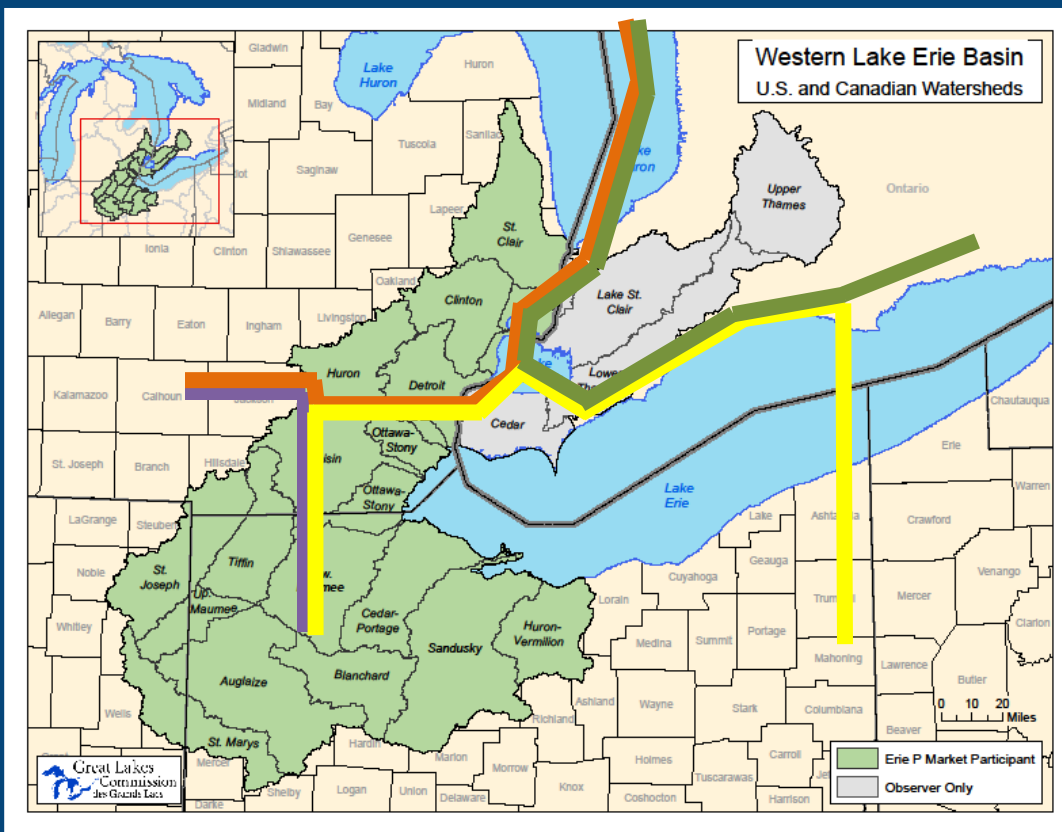 Western Lake Erie Basin
U.S. and Canadian Watersheds
Gladwin
Huron
Lake
Huron
Midland
Bay
Tuscola
Sanilac
Saginaw
Upper
Thames
Ontario
Lapeer
Genesee
St.
Clair
Ionia
Clinton
Shiawassee
Oakland
Clinton
Lake St.
Clair
Allegan
Barry
Eaton
Ingham
Livingston
Huron
Detroit
Kalamazoo
Calhoun
Cedar
Chautauqua
Ottawa-
Stony
Erie
St. Joseph
Branch
Hillsdale
Ottawa-
Stony
Lake
Erie
Warren
LaGrange
Lake
Crawford
Geauga
Noble
St.
Joseph
Tiffin
Cuyahoga
Venango
Up.
Maumee
Lorain
Mercer
Whitley
Cedar-
Portage
Huron-
Vermilion
Medina
Summit
Portage
Clarion
Sandusky
Mahoning
Lawrence
Auglaize
Blanchard
Butler
Ashland
Wayne
Stark
Columbiana
0 10 20
Miles
Wells
Richland
Beaver
St. Marys
Hardin
Marion
Holmes
Carroll
Mercer
Morrow
Erie P Market Participant
Great Lakes
Commission
des Grands Lacs
Shelby
Logan
Union
Delaware
Knox
Coshocton
Tuscarawas
Harrison
Observer Only
Darke